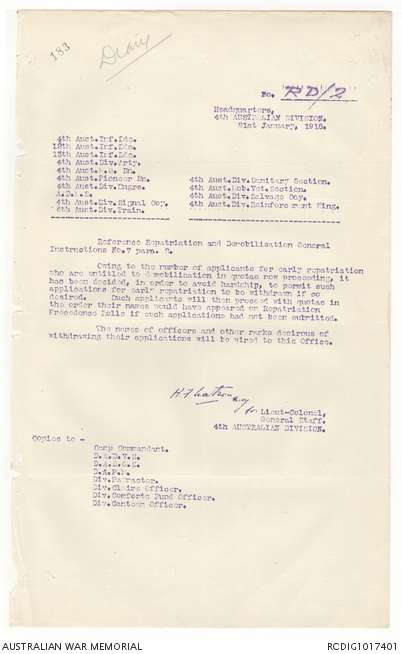 183
Diary
No. RD/2
Headquarters,
4th AUSTRALIAN DIVISION.
31st January, 1919.
4th Aust.Inf.Bde.
12th Aust.Inf.Bde.
13th Aust.Inf.Bde.
4th Aust.Div.Arty.
4th Aust.M.G. Bn.
4th Aust.Pioneer Bn.
4th Aust.Div.Engrs.
A.D.M.S.
4th Aust.Div.Signal Coy.
4th Aust.Div.Train.
4th Aust.Div.Sanitary Section.
4th Aust.Mob.Vet.Section.
4th Aust.Div.Salvage Coy.
4th Aust.Div.Reinforcement Wing.
Reference Repatriation and Demobilisation General
Instructions No.7 para. 2.
Owing to the number of applicants for early repatriation
who are entitled to demobilisation in quotas now proceeding, it
has been decided, in order to avoid hardship, to permit such
applications for early repatriation to be withdrawn if so
desired. Such applicants will then proceed with quotas in
the order their names would have appeared on Repatriation
Precedence Rolls if such applications had not been submitted.
The names of officers and other ranks desirous of
withdrawing their applications will be wired to this Office.
for Lieut-Colonel,
General Staff.
4th AUSTRALIAN DIVISION.
Copies to -
Camp Commandant.
D.A.D.V.S.
D.A.D.O.S.
D.A.P.M.
Div.
Div.Claims Officer.
Div.Comforts Fund Officer.
Div.Canteen Officer.
AUSTRALIAN WAR MEMORIAL
RCDIG1017401